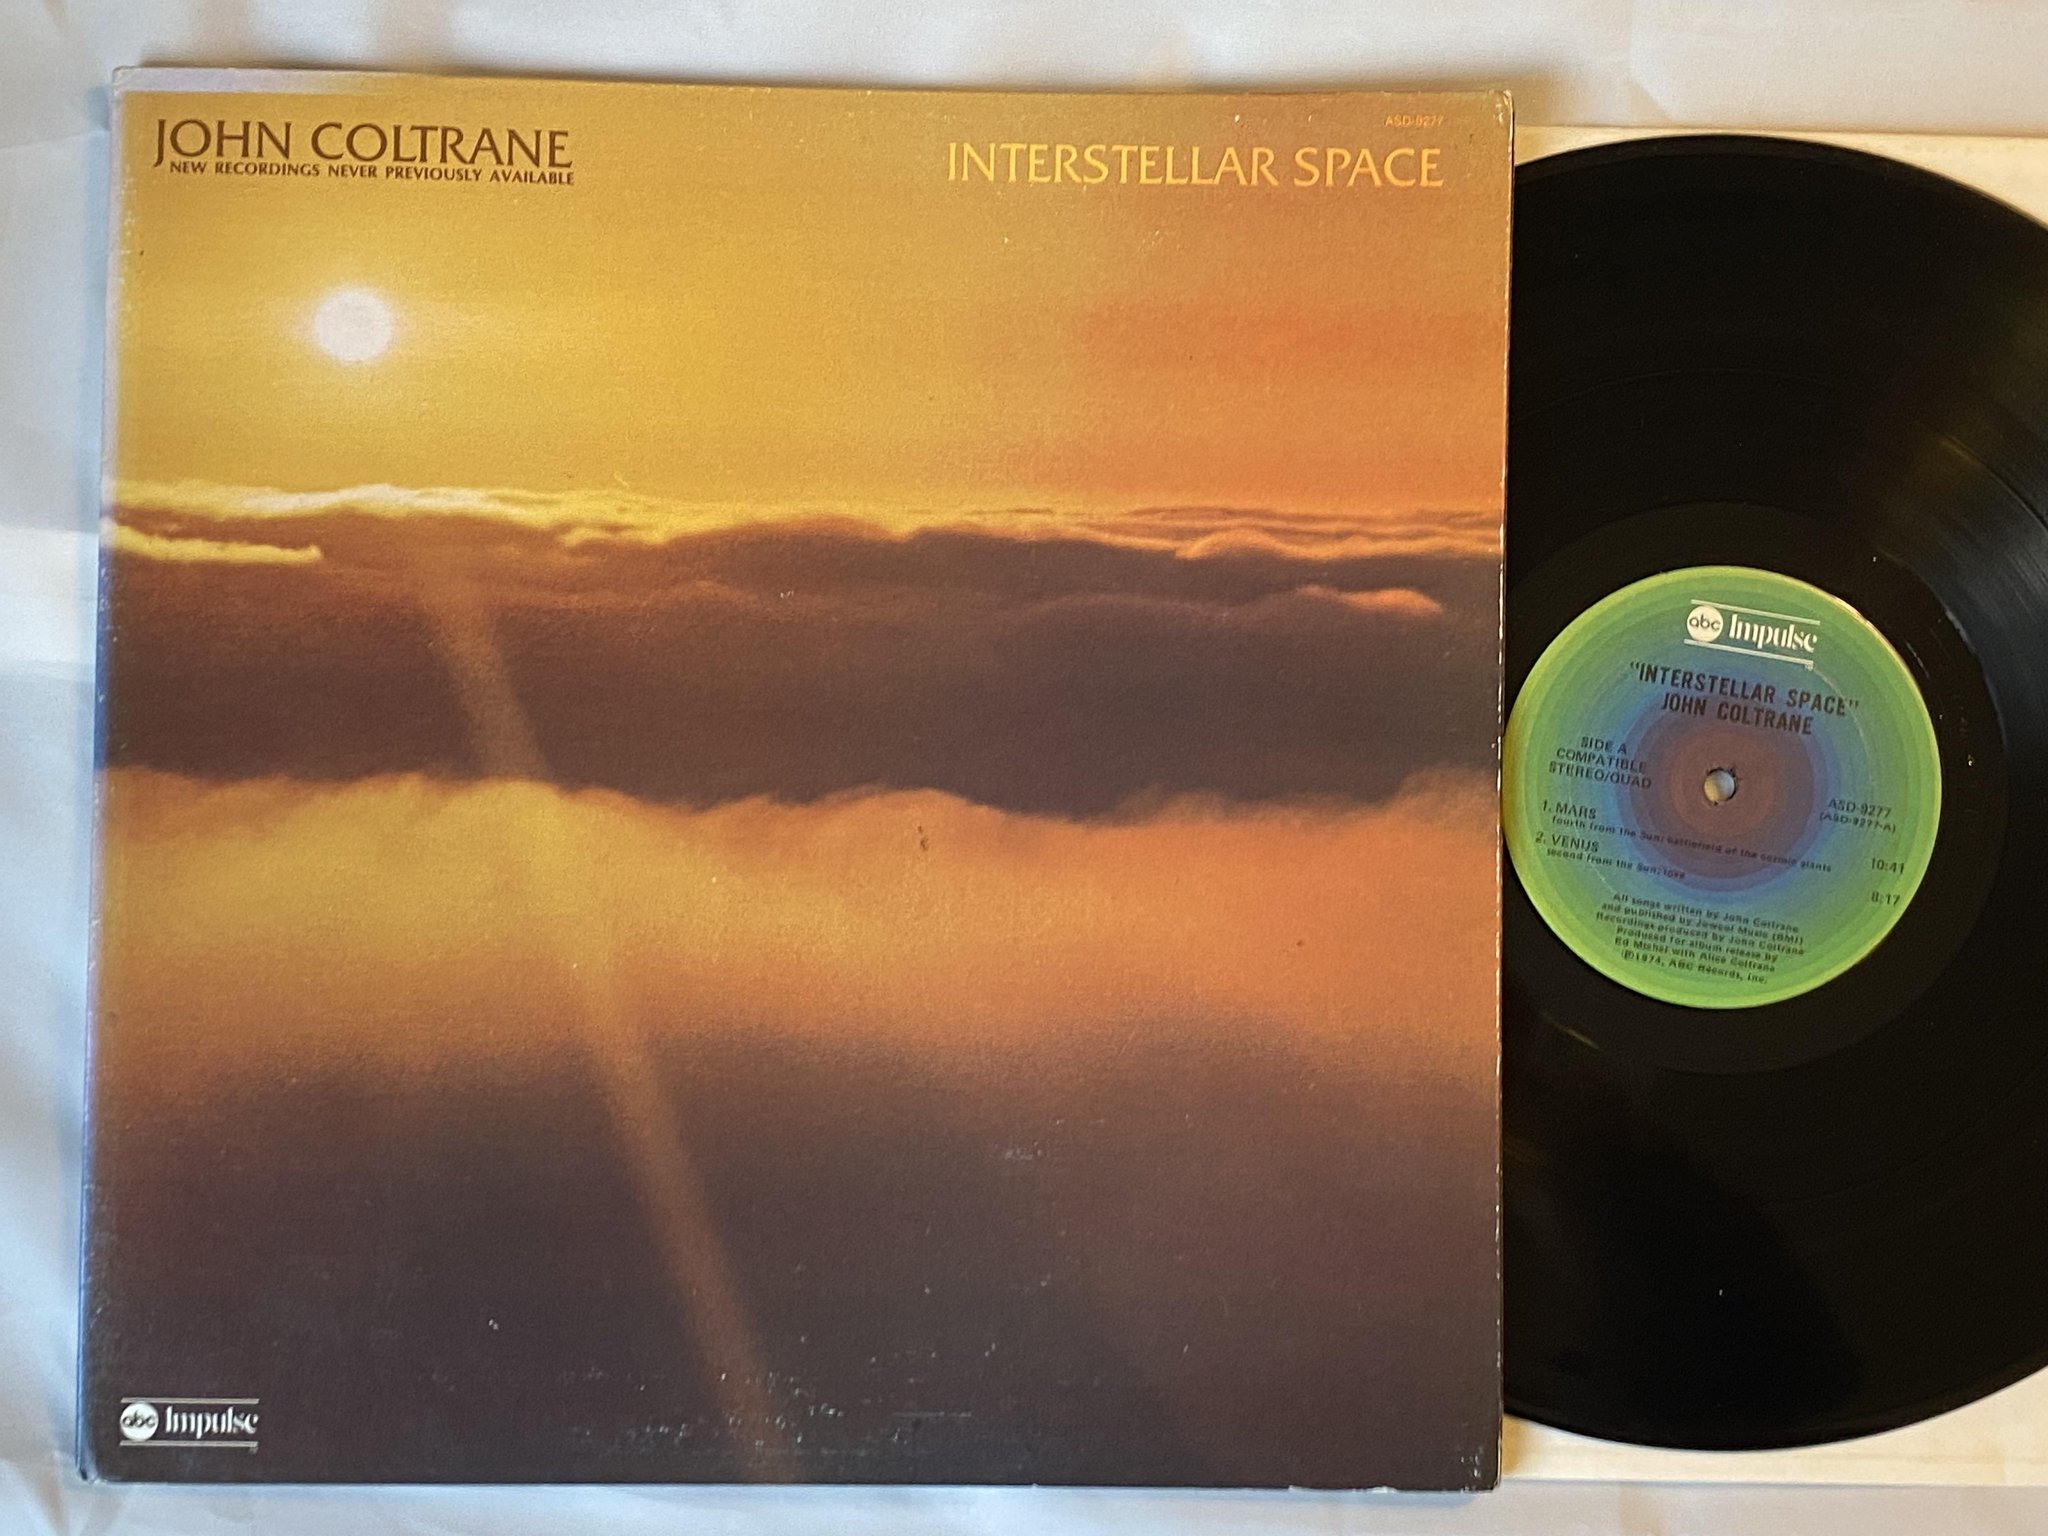 JOHN COLTRANE
NEW RECORDINGS NEVER PREVIOUSLY AVAILABLE
ASD-9277
INTERSTELLAR SPACE
abc Impulse
abc Impulse
"INTERSTELLAR SPACE"
JOHN COLTRANE
SIDE A
COMPATIBLE
STEREO/QUAD
ASD-9277
(ASD-9277-A)
1. MARS
fourth from the Sun; battlefield of the cosmic giants
10:41
2. VENUS
second from the Sun; love
8:17
All songs written by John Coltrane
and published by Jowcol Music (BMI)
Recordings produced by John Coltrane
Produced for album release by
Ed Michel with Alice Coltrane
℗1974, ABC Records, Inc.